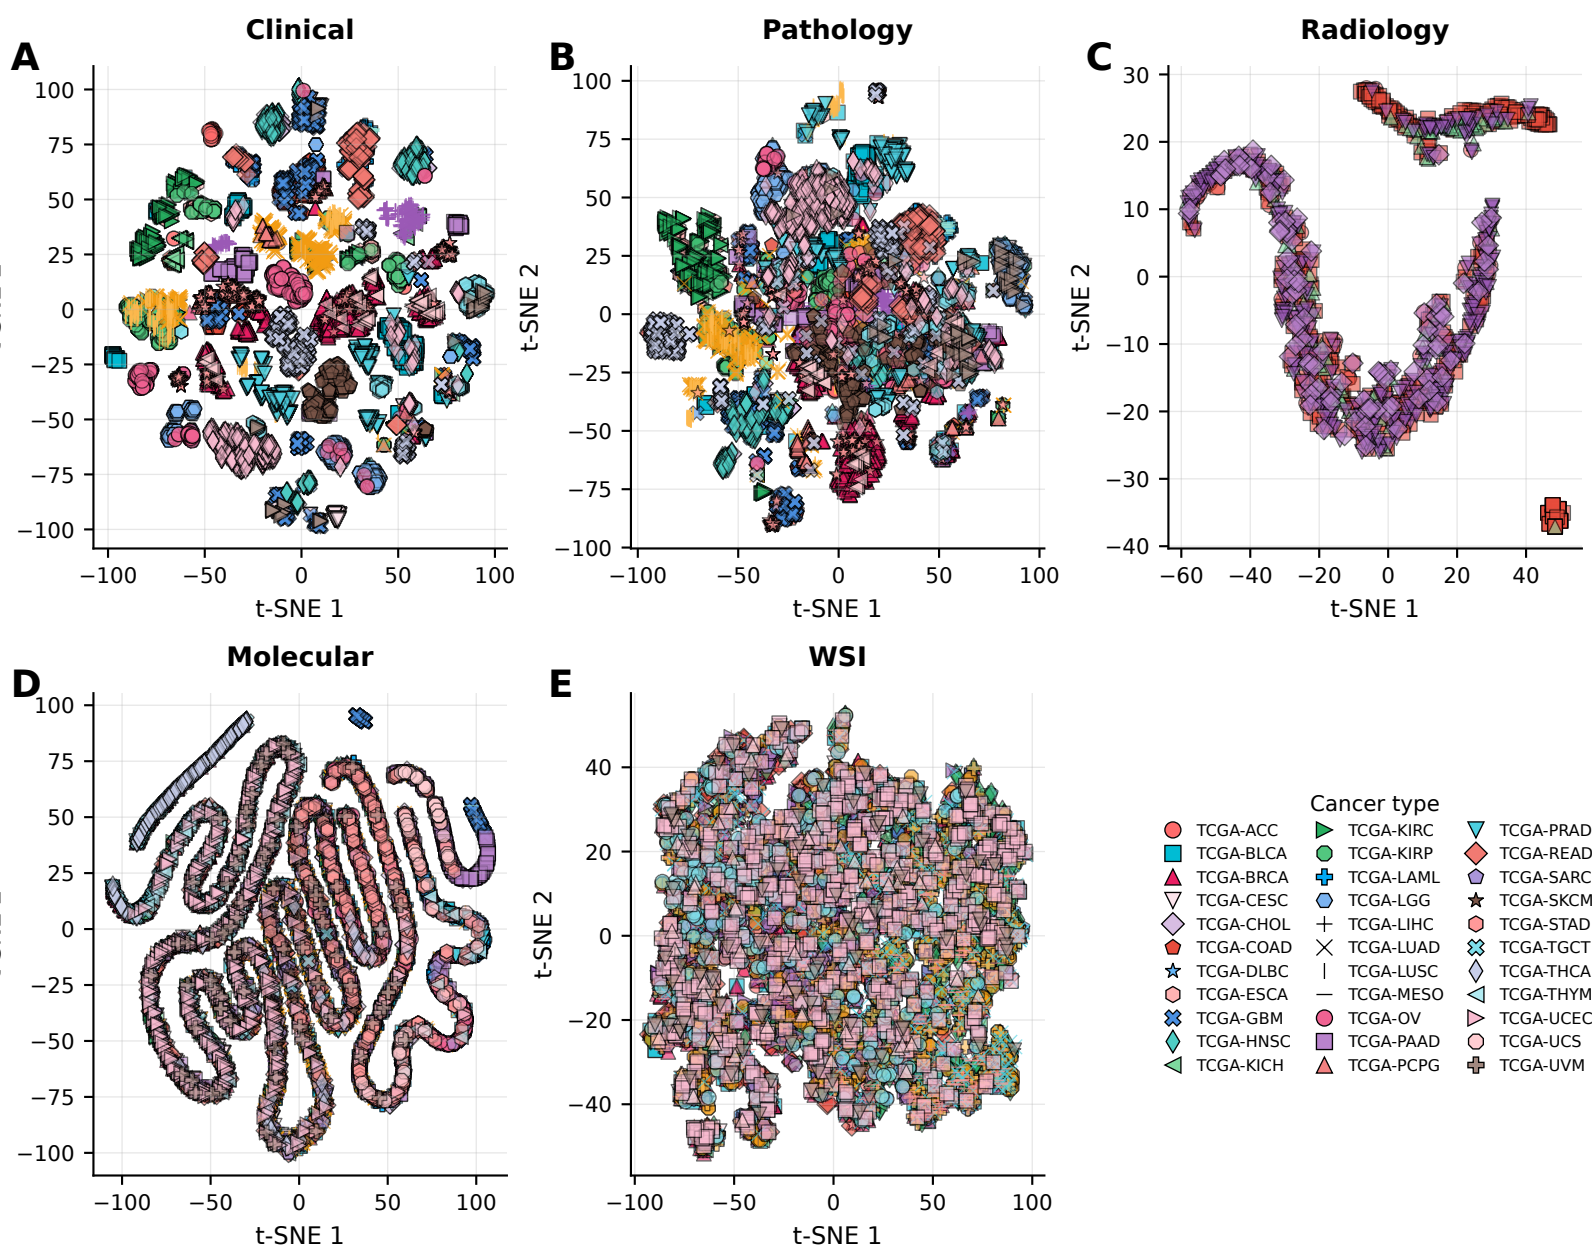 Clinical
A
100
75
50
25
0
−25
−50
−75
−100
−100
−50
0
50
100
t-SNE 1
Pathology
B
t-SNE 2
100
75
50
25
0
−25
−50
−75
−100
−100
−50
0
50
100
t-SNE 1
Radiology
C
t-SNE 2
30
20
10
0
−10
−20
−30
−40
−60
−40
−20
0
20
40
t-SNE 1
Molecular
D
100
75
50
25
0
−25
−50
−75
−100
−100
−50
0
50
100
t-SNE 1
WSI
E
t-SNE 2
40
20
0
−20
−40
−100
−50
0
50
100
t-SNE 1
Cancer type
TCGA-ACC
TCGA-BLCA
TCGA-BRCA
TCGA-CESC
TCGA-CHOL
TCGA-COAD
TCGA-DLBC
TCGA-ESCA
TCGA-GBM
TCGA-HNSC
TCGA-KICH
TCGA-KIRC
TCGA-KIRP
TCGA-LAML
TCGA-LGG
TCGA-LIHC
TCGA-LUAD
TCGA-LUSC
TCGA-MESO
TCGA-OV
TCGA-PAAD
TCGA-PCPG
TCGA-PRAD
TCGA-READ
TCGA-SARC
TCGA-SKCM
TCGA-STAD
TCGA-TGCT
TCGA-THCA
TCGA-THYM
TCGA-UCEC
TCGA-UCS
TCGA-UVM